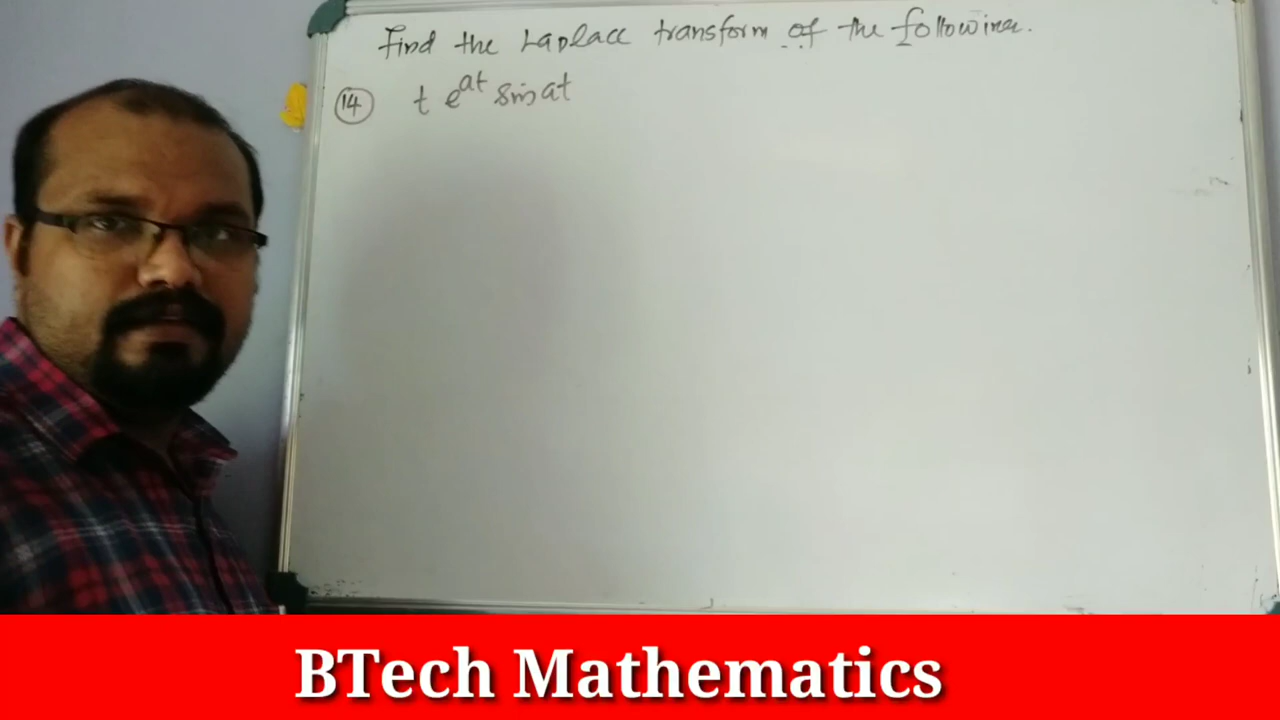 Find the Laplace transform of the following.
14 t e^at sin at
BTech Mathematics